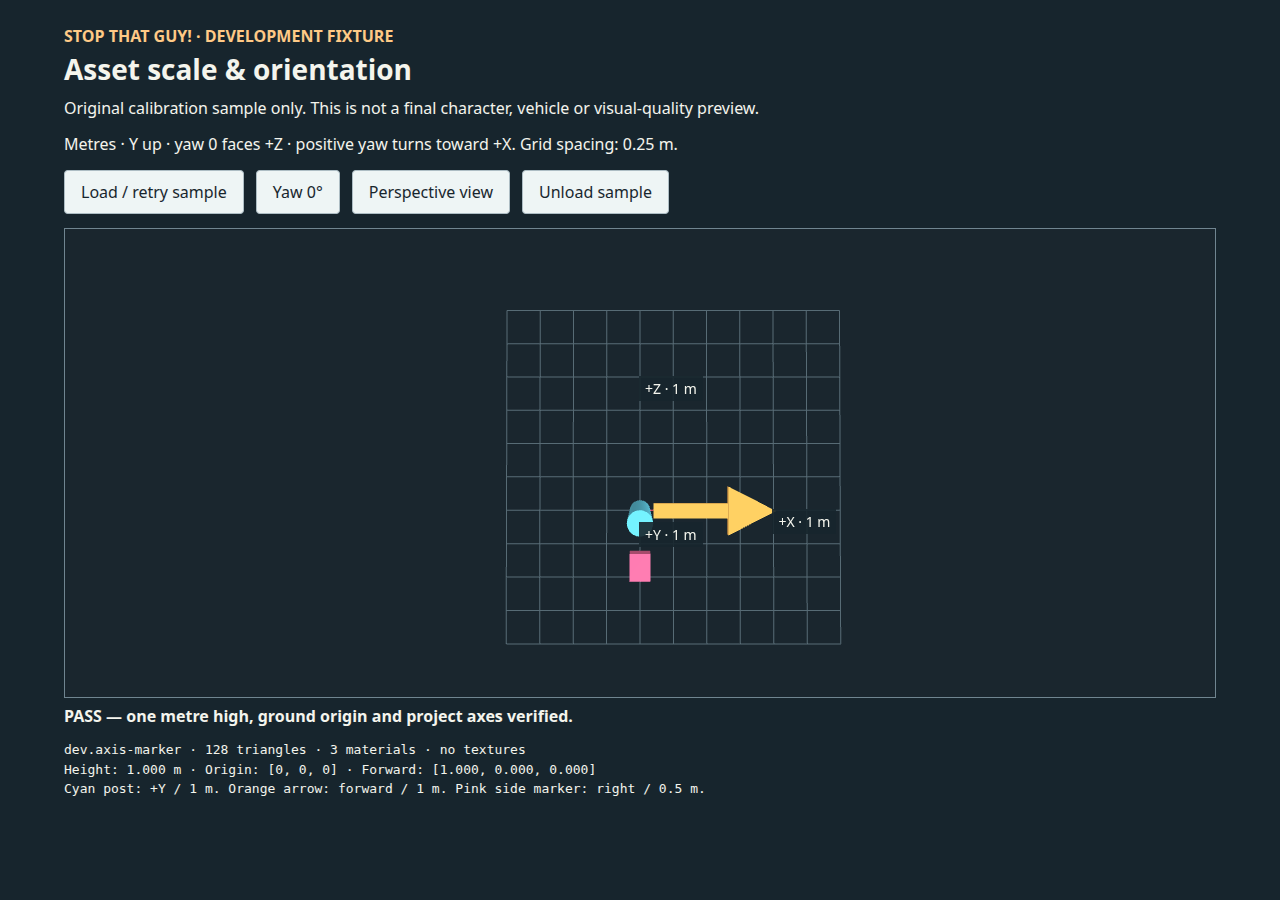 STOP THAT GUY! · DEVELOPMENT FIXTURE
Asset scale & orientation
Original calibration sample only. This is not a final character, vehicle or visual-quality preview.
Metres · Y up · yaw 0 faces +Z · positive yaw turns toward +X. Grid spacing: 0.25 m.
Load / retry sample
Yaw 0°
Perspective view
Unload sample
+Z · 1 m
+X · 1 m
+Y · 1 m
PASS — one metre high, ground origin and project axes verified.
dev.axis-marker · 128 triangles · 3 materials · no textures
Height: 1.000 m · Origin: [0, 0, 0] · Forward: [1.000, 0.000, 0.000]
Cyan post: +Y / 1 m. Orange arrow: forward / 1 m. Pink side marker: right / 0.5 m.